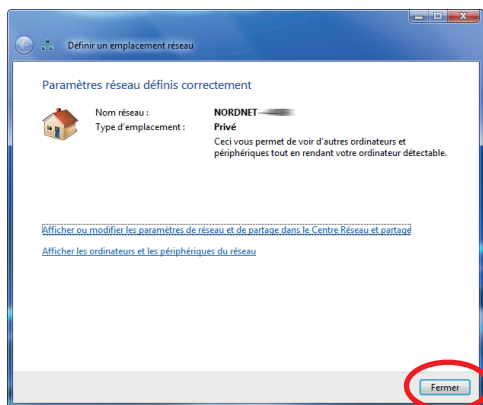 Définir un emplacement réseau
Paramètres réseau définis correctement
Nom réseau : NORDNET
Type d'emplacement : Privé
Ceci vous permet de voir d'autres ordinateurs et
périphériques tout en rendant votre ordinateur détectable.
Afficher ou modifier les paramètres de réseau et de partage dans le Centre Réseau et partage
Afficher les ordinateurs et les périphériques du réseau
Fermer